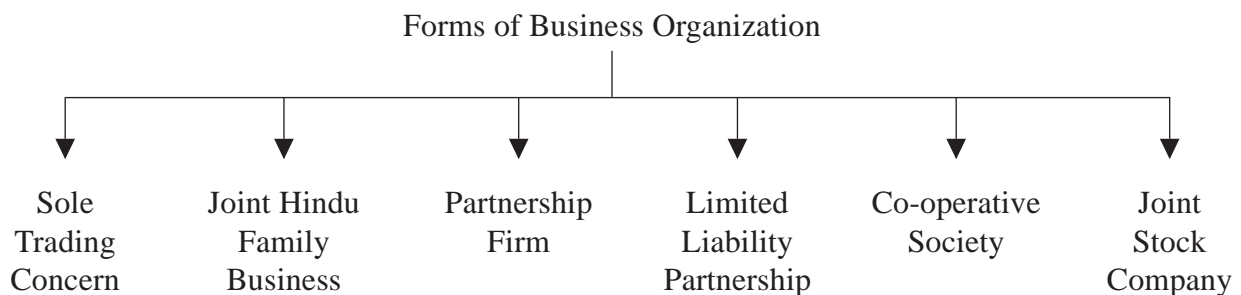 Forms of Business Organization
Sole
Trading
Concern
Joint Hindu
Family
Business
Partnership
Firm
Limited
Liability
Partnership
Co-operative
Society
Joint
Stock
Company